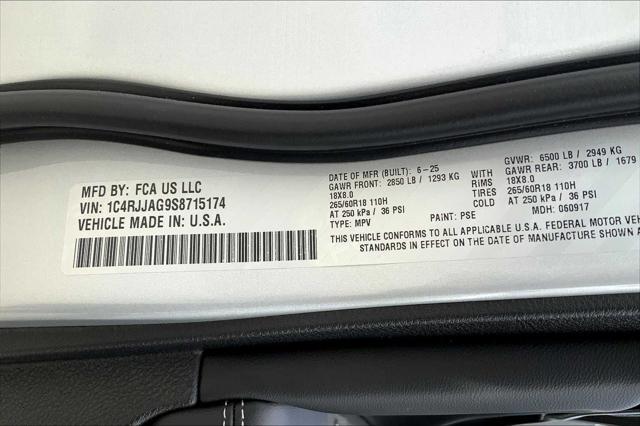 MFD BY: FCA US LLC
VIN: 1C4RJJAG9S8715174
VEHICLE MADE IN: U.S.A.
DATE OF MFR (BUILT): 6-25
GAWR FRONT: 2850 LB / 1293 KG WITH
18X8.0 RIMS
265/60R18 110H TIRES
AT 250 kPa / 36 PSI COLD
TYPE: MPV PSE
GVWR: 6500 LB / 2949 KG
GAWR REAR: 3700 LB / 1679
18X8.0
265/60R18 110H
AT 250 kPa / 36 PSI
MDH: 060917
THIS VEHICLE CONFORMS TO ALL APPLICABLE U.S.A. FEDERAL MOTOR VEH
STANDARDS IN EFFECT ON THE DATE OF MANUFACTURE SHOWN A